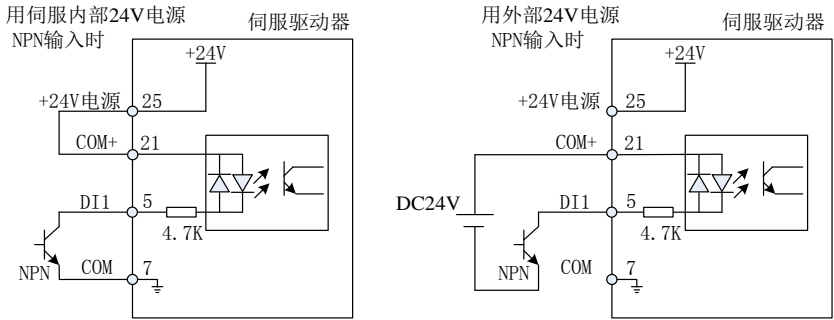 用伺服内部24V电源
NPN输入时
伺服驱动器
+24V
+24V电源
25
COM+
21
DI1
5
4.7K
NPN
COM
7
用外部24V电源
NPN输入时
伺服驱动器
+24V
+24V电源
25
COM+
21
DC24V
DI1
5
4.7K
NPN
COM
7